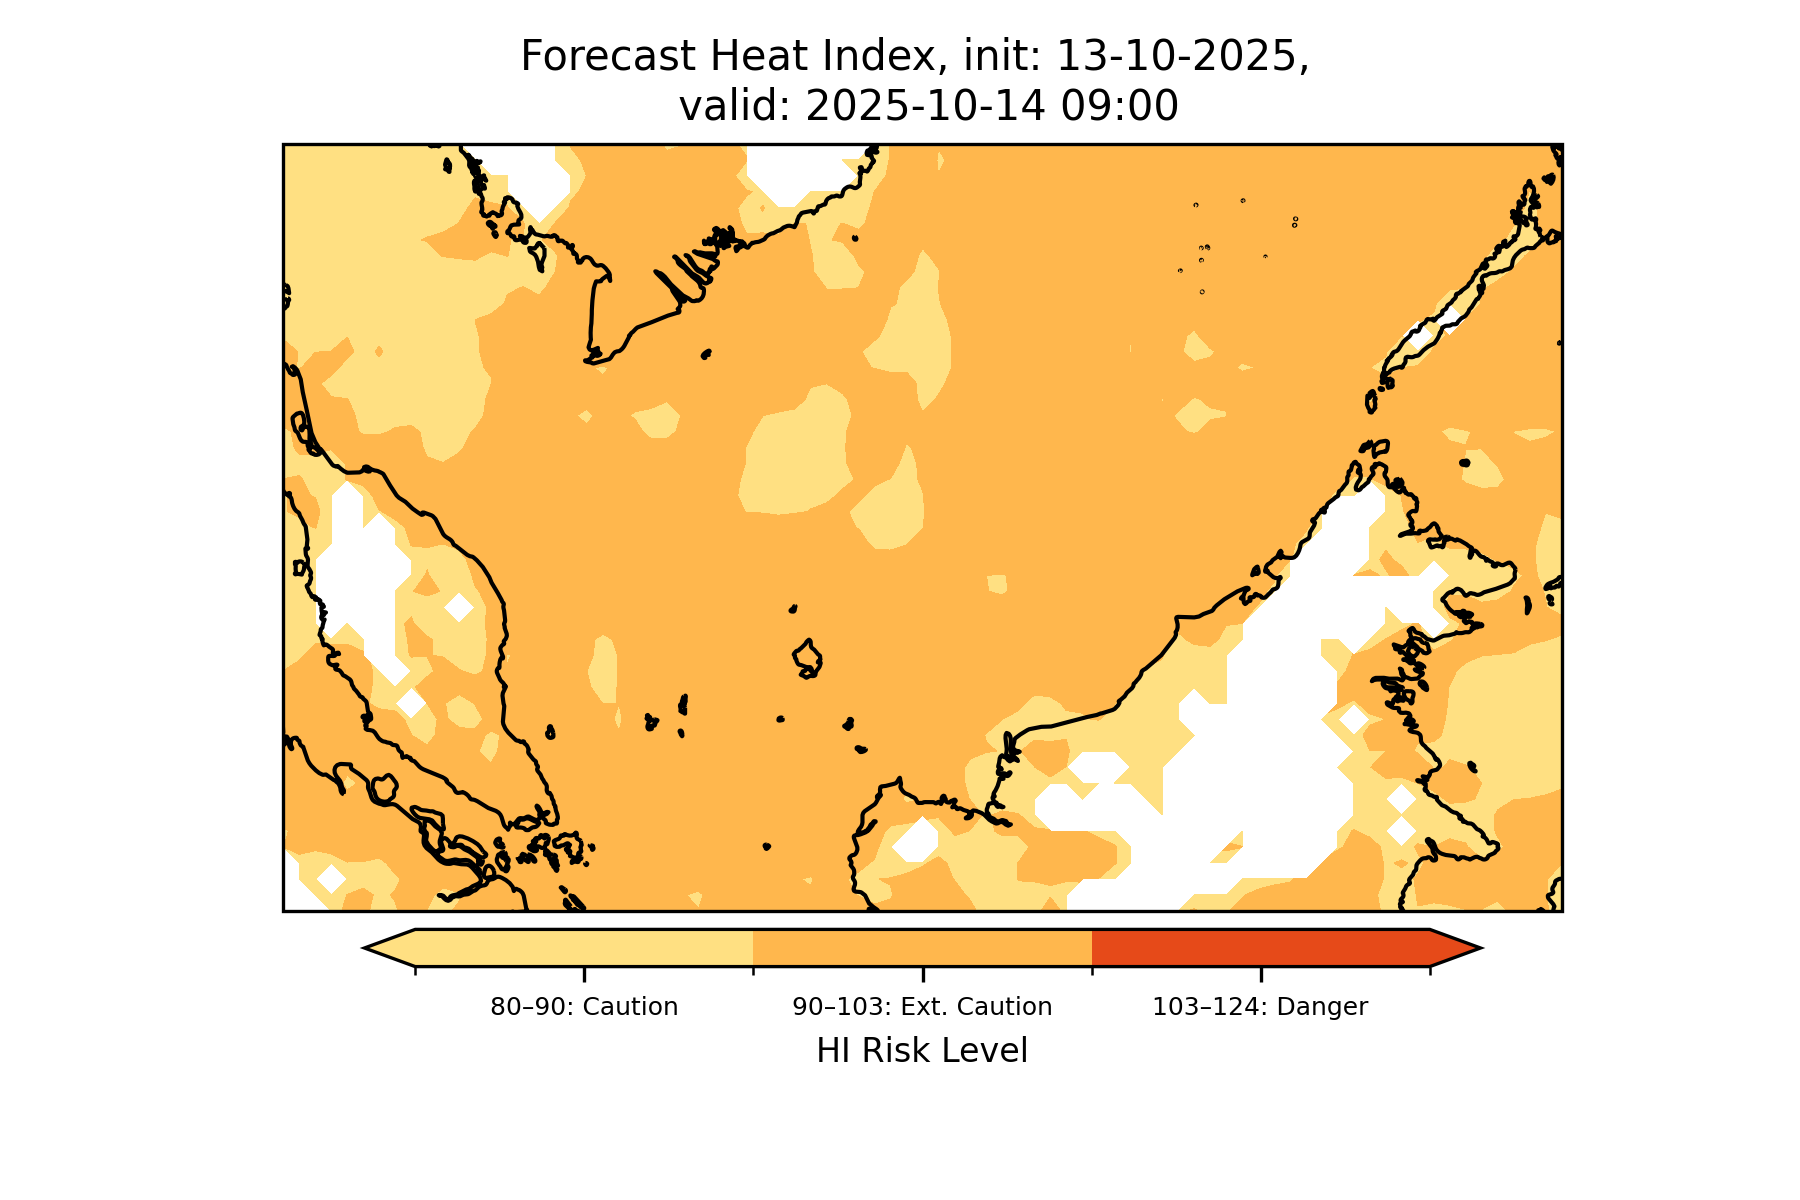 Forecast Heat Index, init: 13-10-2025,
valid: 2025-10-14 09:00
80–90: Caution
90–103: Ext. Caution
103–124: Danger
HI Risk Level